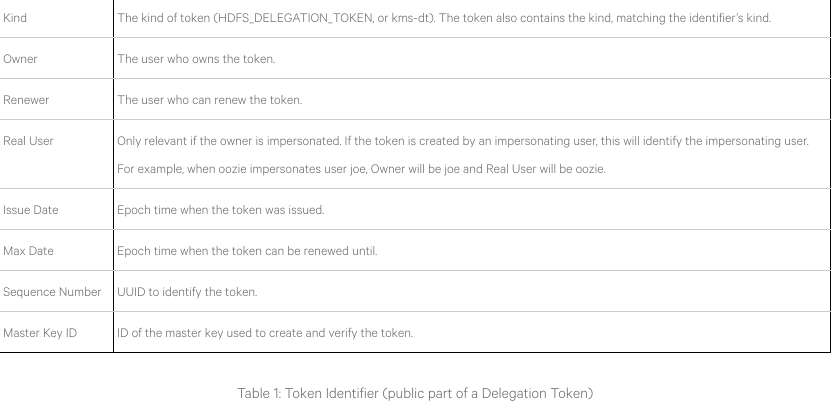 Kind The kind of token (HDFS_DELEGATION_TOKEN, or kms-dt). The token also contains the kind, matching the identifier's kind.
Owner The user who owns the token.
Renewer The user who can renew the token.
Real User Only relevant if the owner is impersonated. If the token is created by an impersonating user, this will identify the impersonating user.
For example, when oozie impersonates user joe, Owner will be joe and Real User will be oozie.
Issue Date Epoch time when the token was issued.
Max Date Epoch time when the token can be renewed until.
Sequence Number UUID to identify the token.
Master Key ID ID of the master key used to create and verify the token.
Table 1: Token Identifier (public part of a Delegation Token)